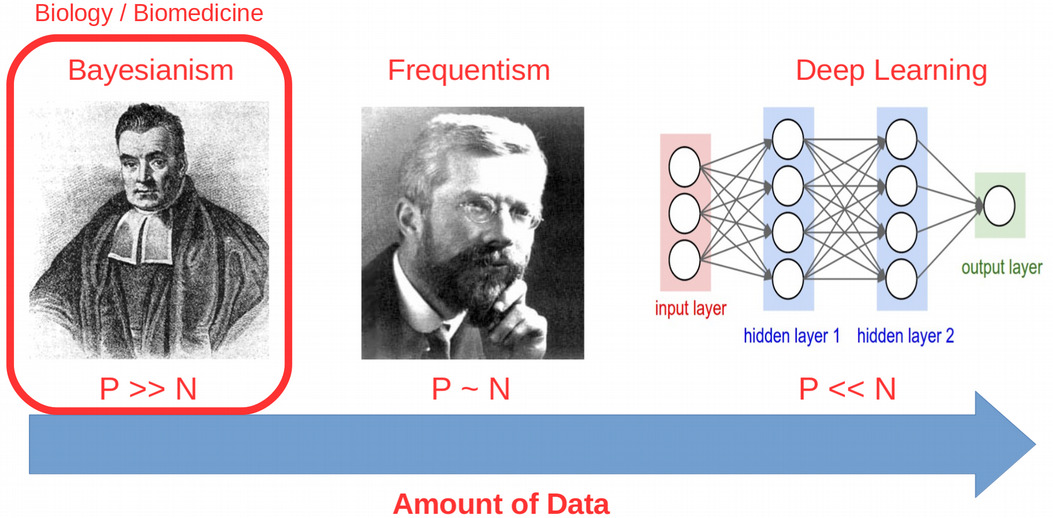 Biology / Biomedicine
Bayesianism
Frequentism
Deep Learning
input layer
hidden layer 1
hidden layer 2
output layer
P >> N
P ~ N
P << N
Amount of Data